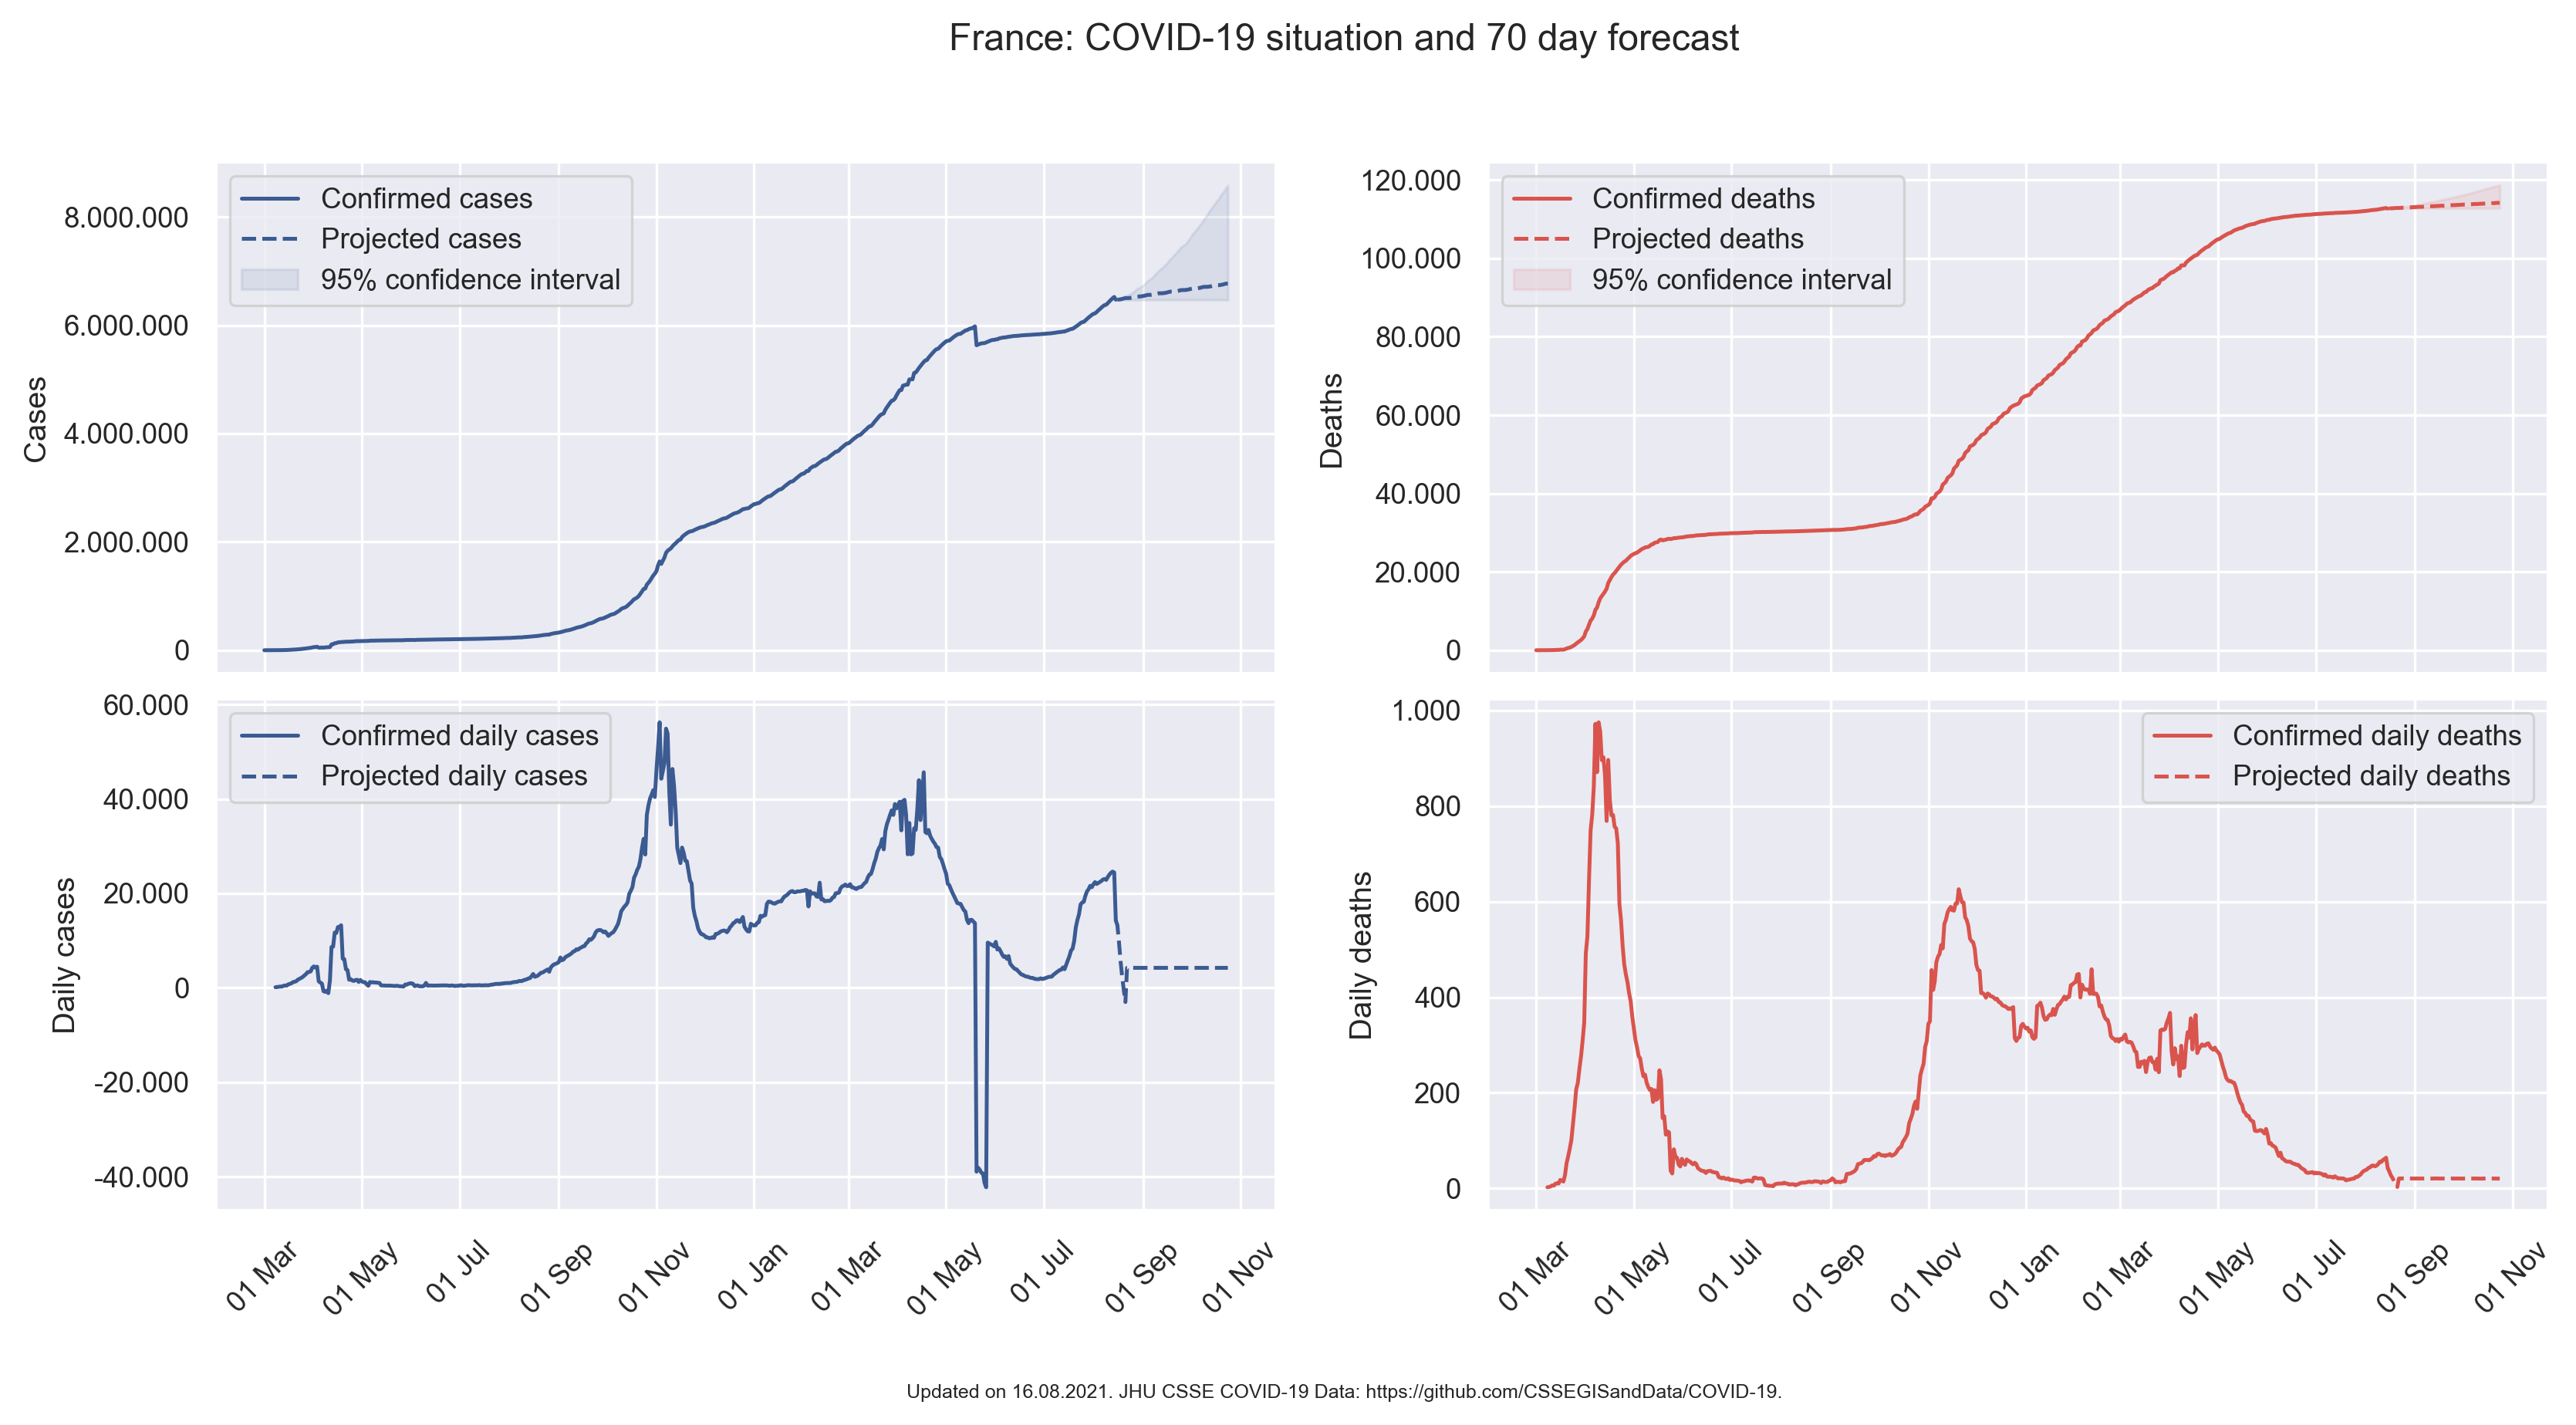 France: COVID-19 situation and 70 day forecast
Confirmed cases
Projected cases
95% confidence interval
8.000.000
6.000.000
4.000.000
2.000.000
0
Cases
Confirmed deaths
Projected deaths
95% confidence interval
120.000
100.000
80.000
60.000
40.000
20.000
0
Deaths
Confirmed daily cases
Projected daily cases
60.000
40.000
20.000
0
-20.000
-40.000
Daily cases
01 Mar
01 May
01 Jul
01 Sep
01 Nov
01 Jan
01 Mar
01 May
01 Jul
01 Sep
01 Nov
Confirmed daily deaths
Projected daily deaths
1.000
800
600
400
200
0
Daily deaths
01 Mar
01 May
01 Jul
01 Sep
01 Nov
01 Jan
01 Mar
01 May
01 Jul
01 Sep
01 Nov
Updated on 16.08.2021. JHU CSSE COVID-19 Data: https://github.com/CSSEGISandData/COVID-19.